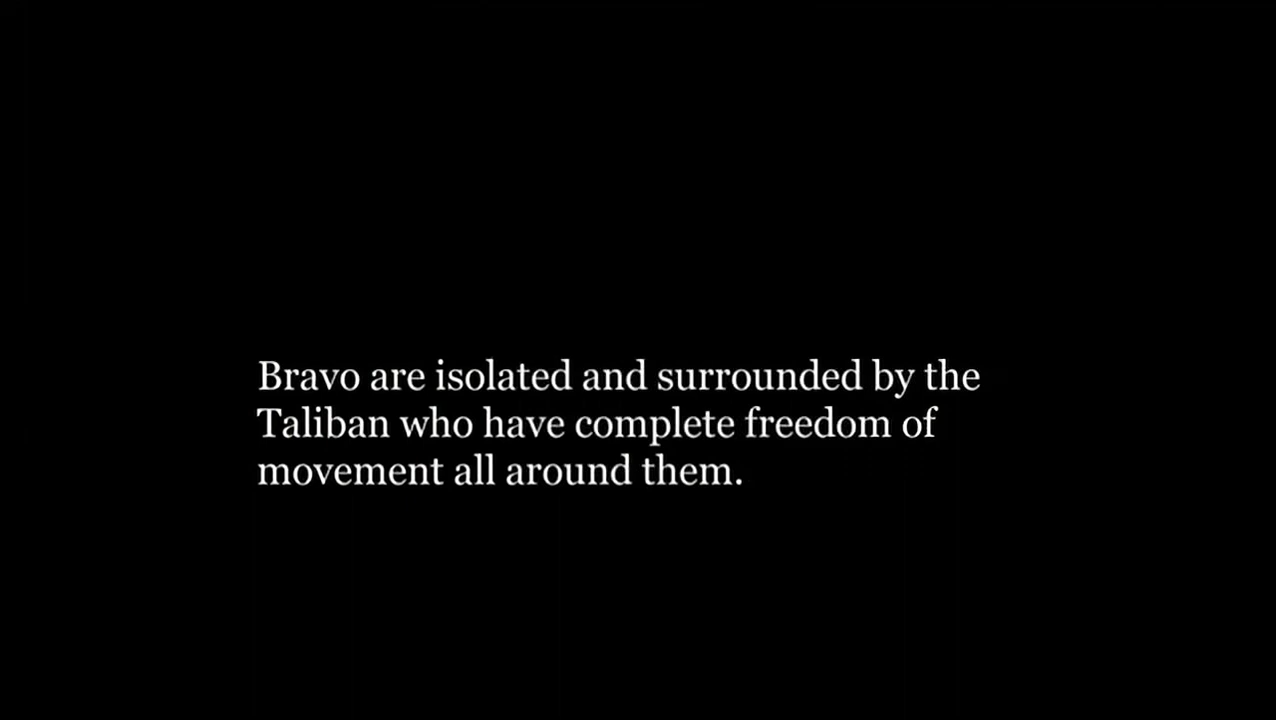 Bravo are isolated and surrounded by the
Taliban who have complete freedom of
movement all around them.